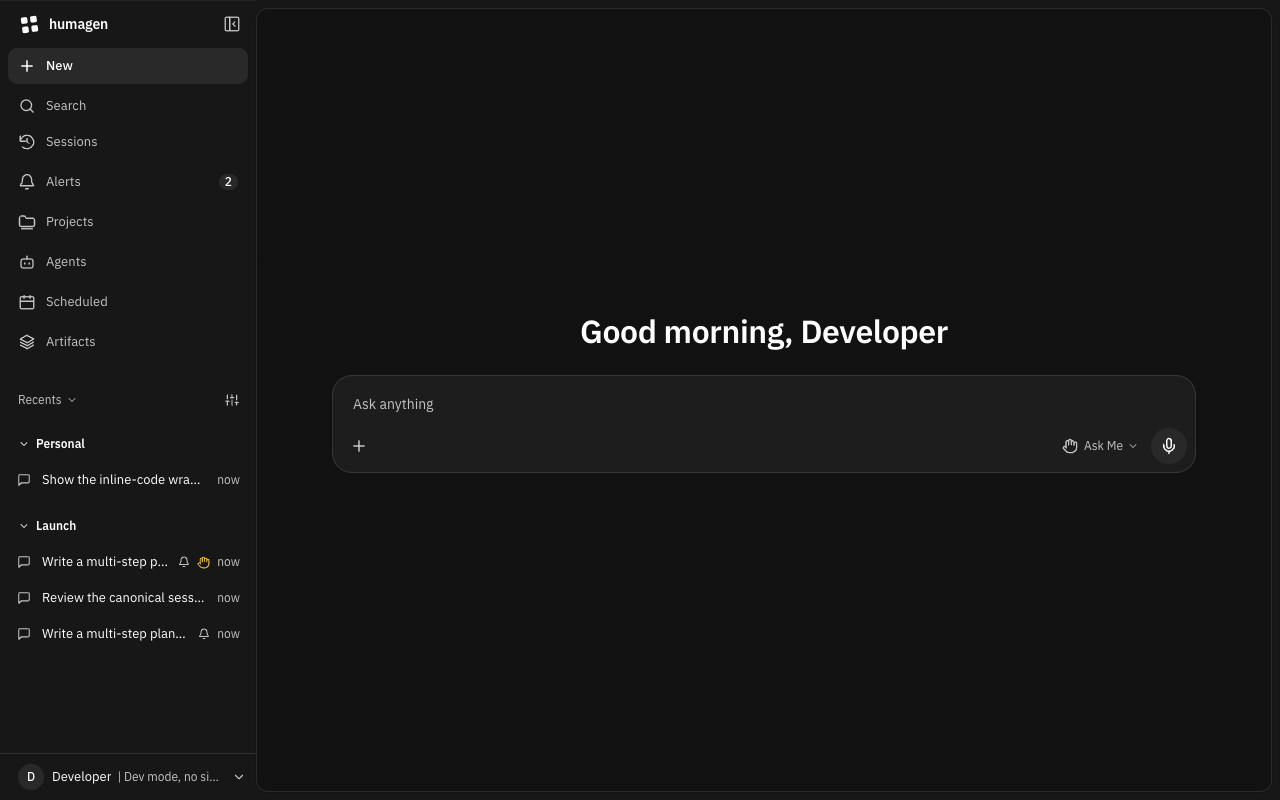 humagen
New
Search
Sessions
Alerts 2
Projects
Agents
Scheduled
Artifacts
Recents
Personal
Show the inline-code wra... now
Launch
Write a multi-step p... now
Review the canonical sess... now
Write a multi-step plan... now
D Developer | Dev mode, no si...
Good morning, Developer
Ask anything
Ask Me